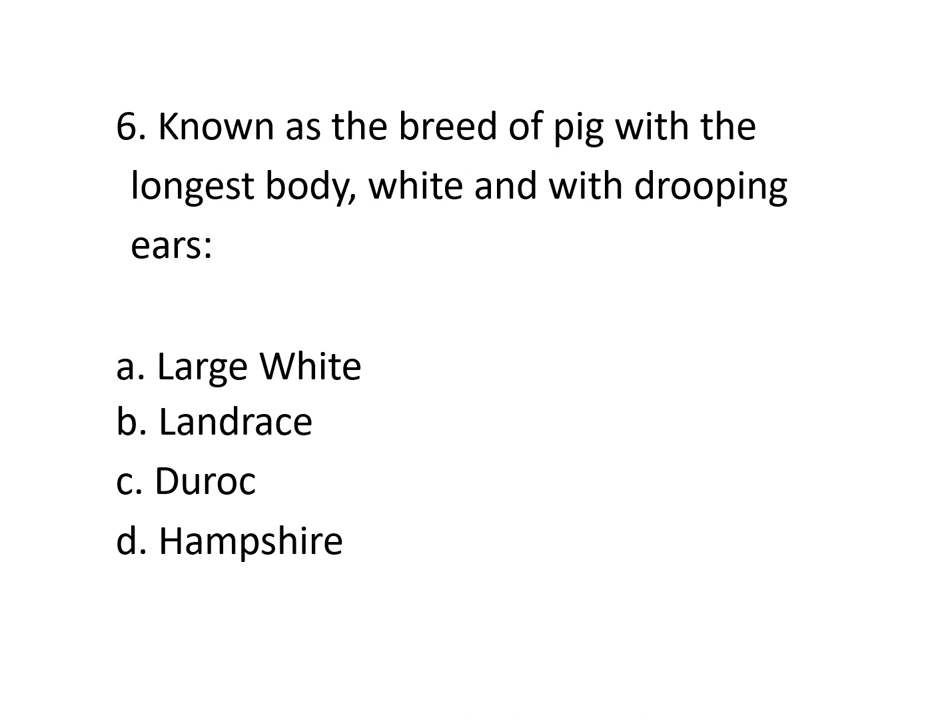 6. Known as the breed of pig with the
longest body, white and with drooping
ears:
a. Large White
b. Landrace
c. Duroc
d. Hampshire